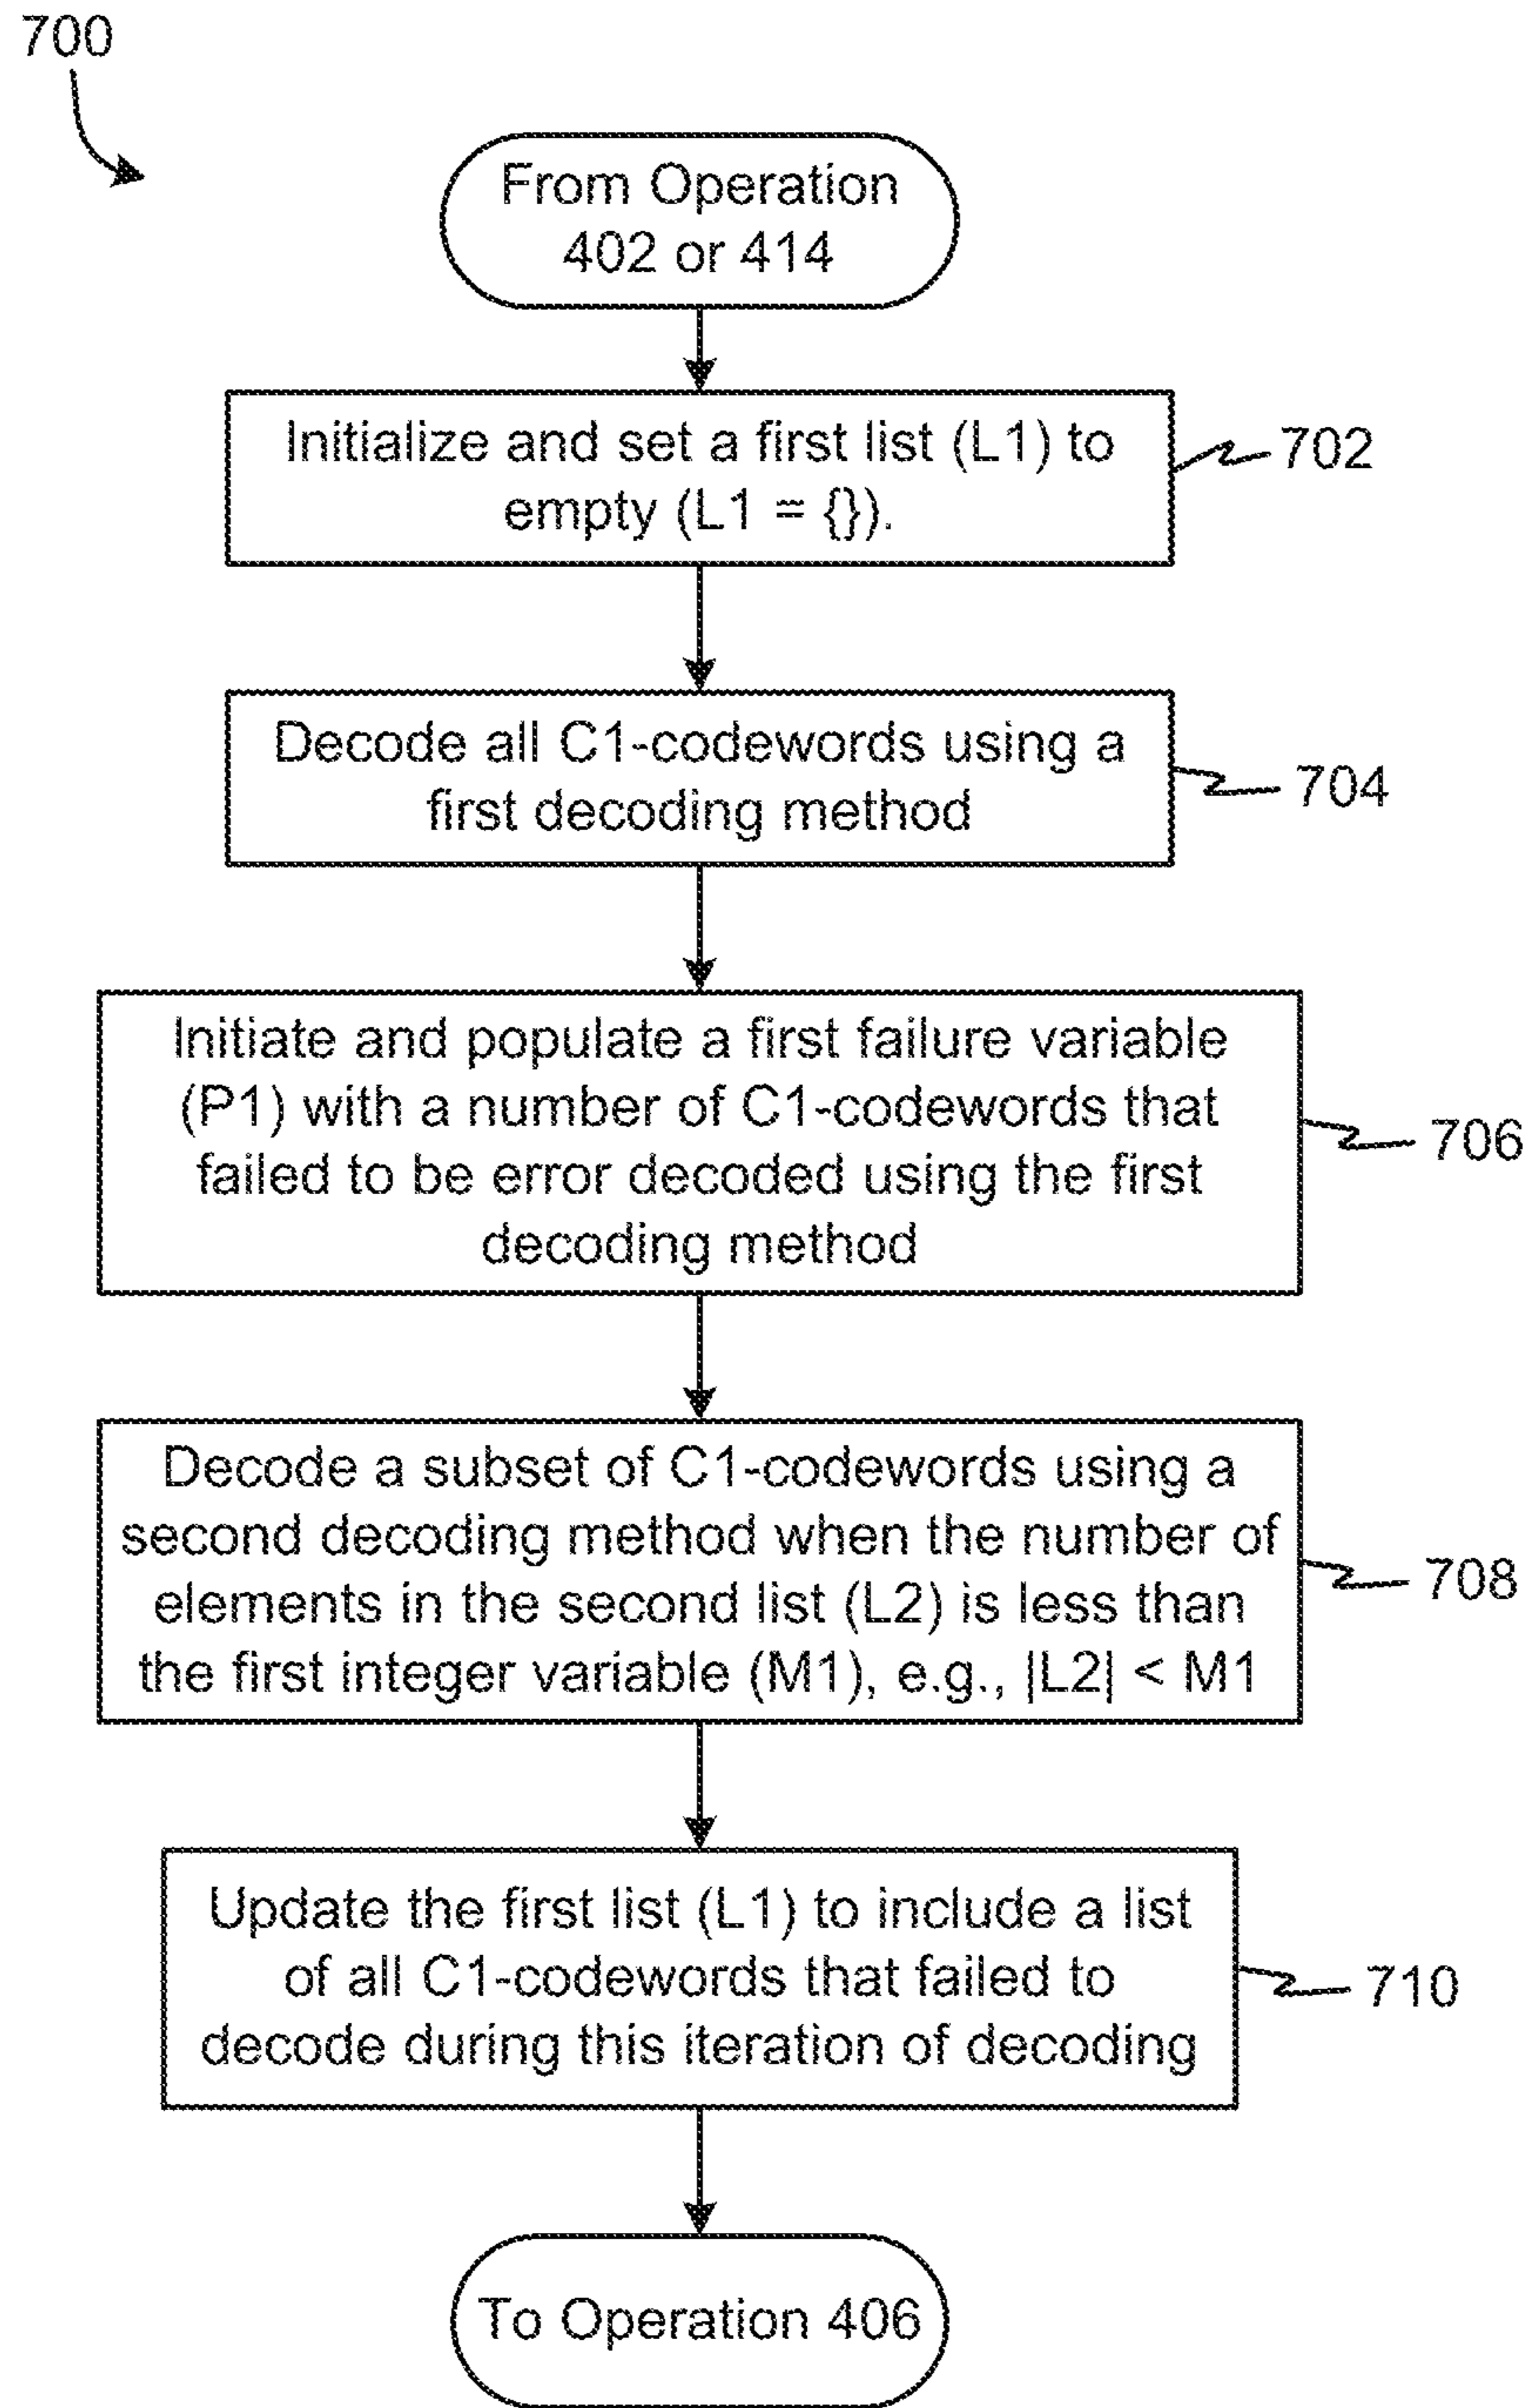 700
From Operation
402 or 414
Initialize and set a first list (L1) to
empty (L1 = {}).
702
Decode all C1-codewords using a
first decoding method
704
Initiate and populate a first failure variable
(P1) with a number of C1-codewords that
failed to be error decoded using the first
decoding method
706
Decode a subset of C1-codewords using a
second decoding method when the number of
elements in the second list (L2) is less than
the first integer variable (M1), e.g., |L2| < M1
708
Update the first list (L1) to include a list
of all C1-codewords that failed to
decode during this iteration of decoding
710
To Operation 406